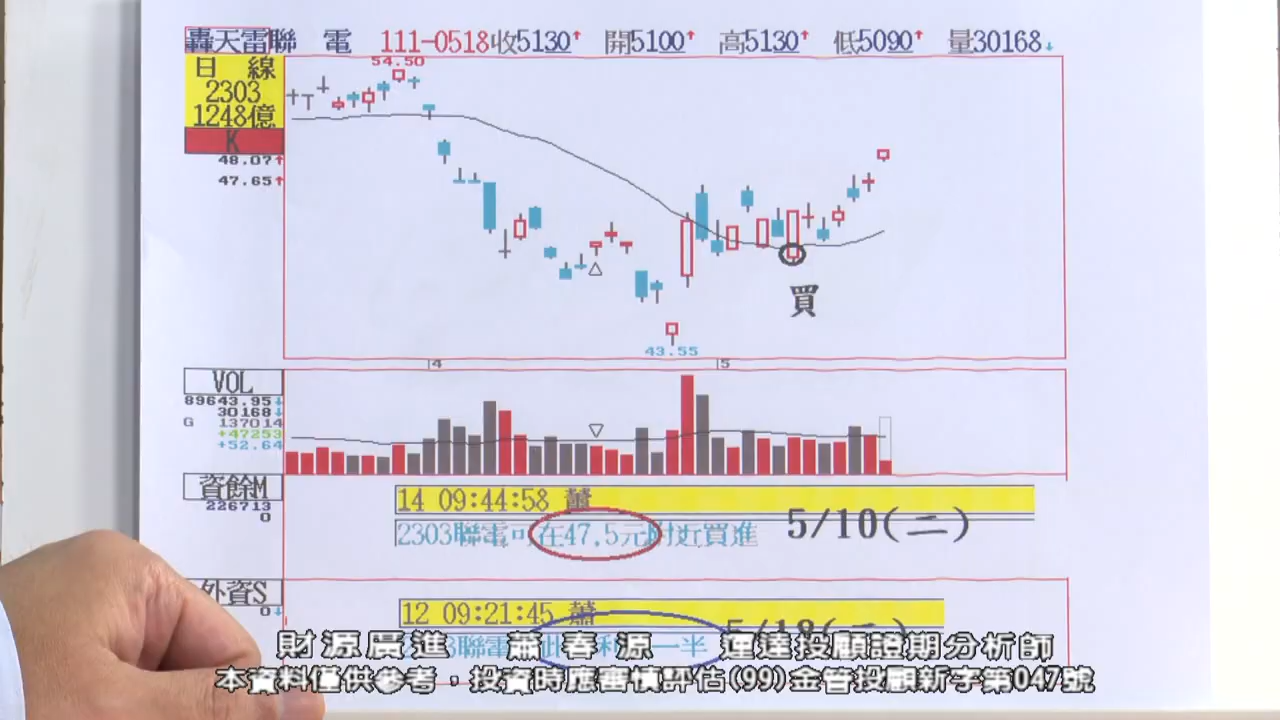 轟天雷聯 電 111-0518收5130↑ 開5100↑ 高5130↑ 低5090↑ 量30168↓
日 線
2303
1248億
K
48.07↑
47.65↑
54.50
買
43.55
4 5
VOL
89643.95↓
30168↓
G 137014
+47253
+52.64
資餘M
226713
0
14 09:44:58 蕭
2303聯電可在47.5元附近買進
5/10(二)
外資S
0↓
12 09:21:45 蕭
聯電
一半
財源廣進 蕭春源 運達投顧證期分析師
本資料僅供參考，投資時應審慎評估(99)金管投顧新字第047號